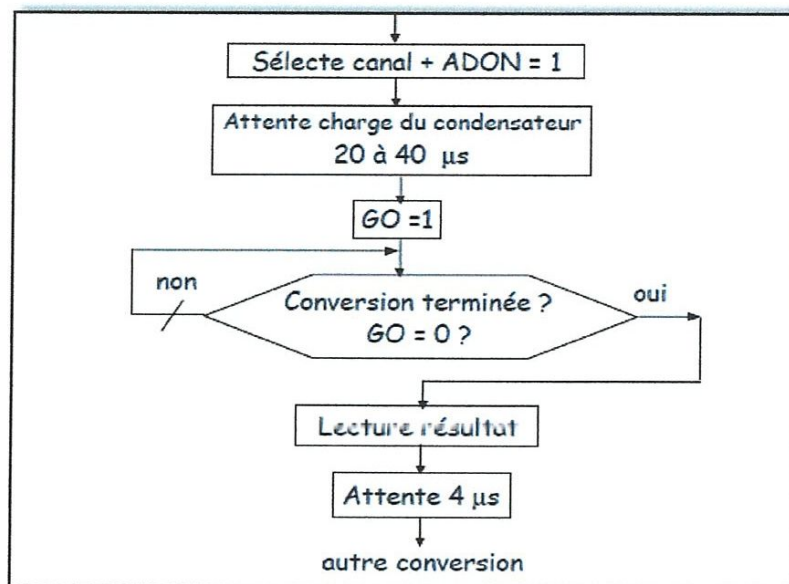 Sélecte canal + ADON = 1
Attente charge du condensateur
20 à 40 µs
GO =1
non
Conversion terminée ?
GO = 0 ?
oui
Lecture résultat
Attente 4 µs
autre conversion